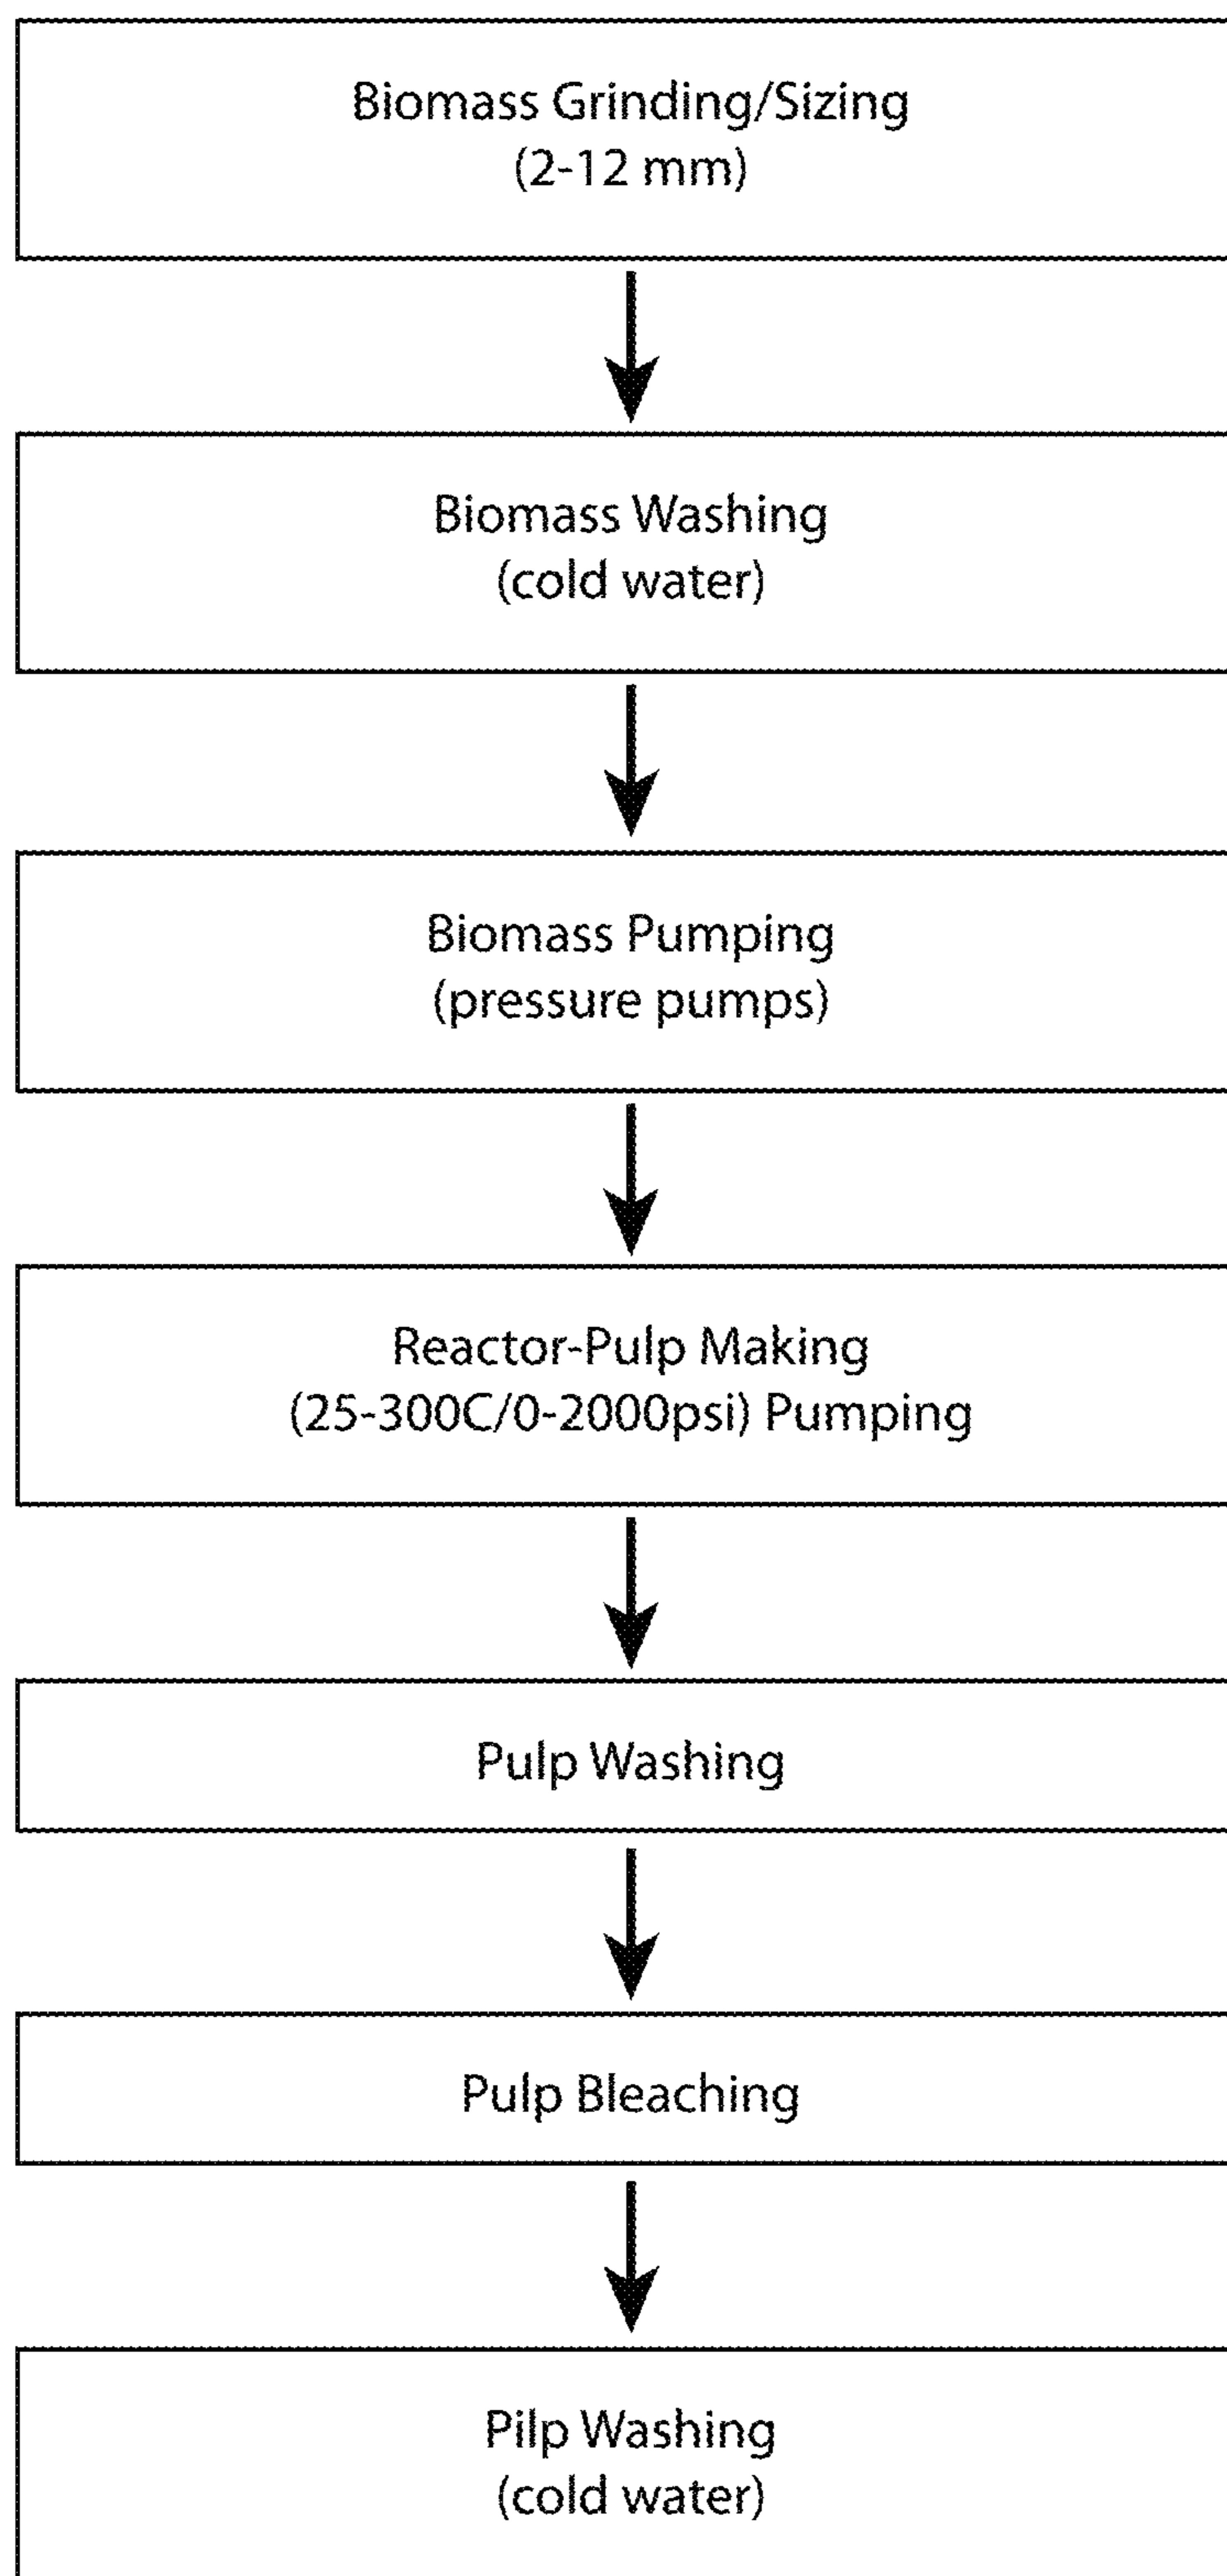 Biomass Grinding/Sizing
(2-12 mm)
Biomass Washing
(cold water)
Biomass Pumping
(pressure pumps)
Reactor-Pulp Making
(25-300C/0-2000psi) Pumping
Pulp Washing
Pulp Bleaching
Pilp Washing
(cold water)